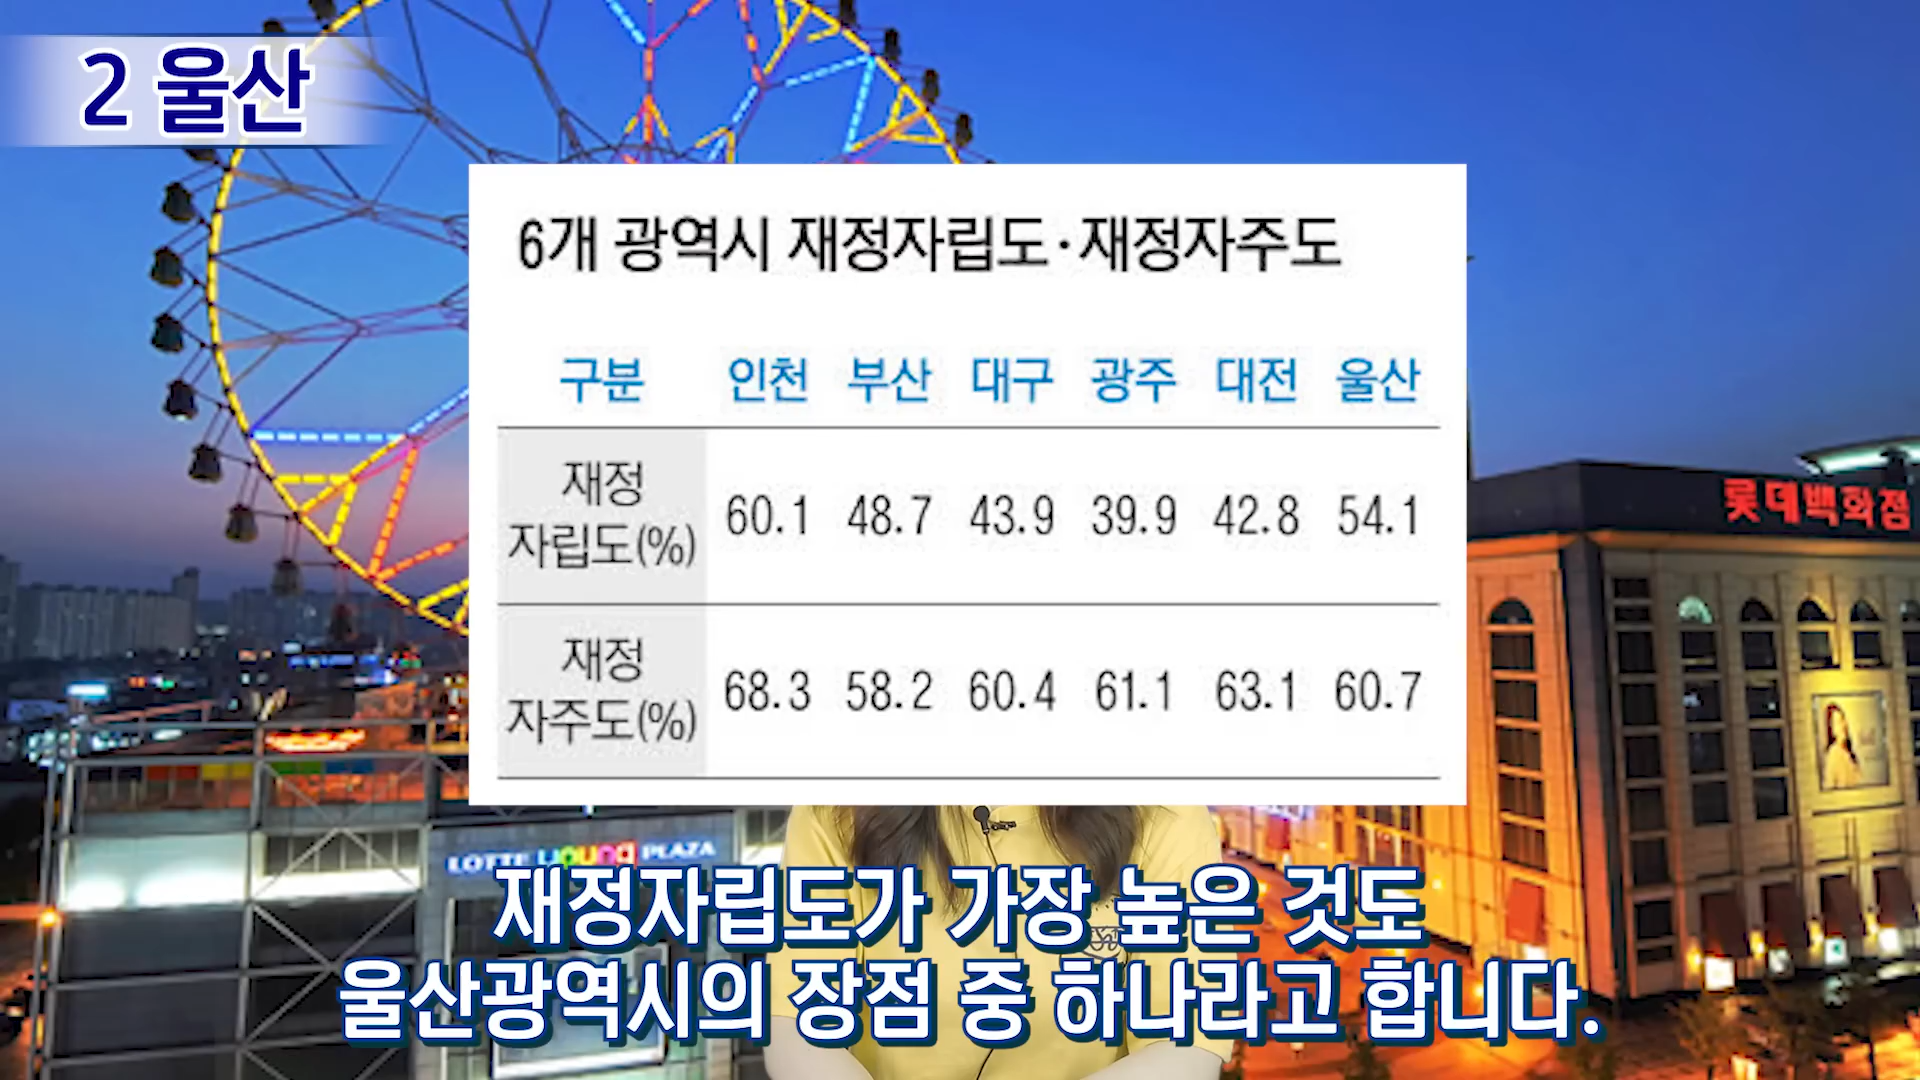 2 울산
6개 광역시 재정자립도·재정자주도
구분 인천 부산 대구 광주 대전 울산
재정
자립도(%) 60.1 48.7 43.9 39.9 42.8 54.1
재정
자주도(%) 68.3 58.2 60.4 61.1 63.1 60.7
롯데백화점
LOTTE young PLAZA
재정자립도가 가장 높은 것도
울산광역시의 장점 중 하나라고 합니다.